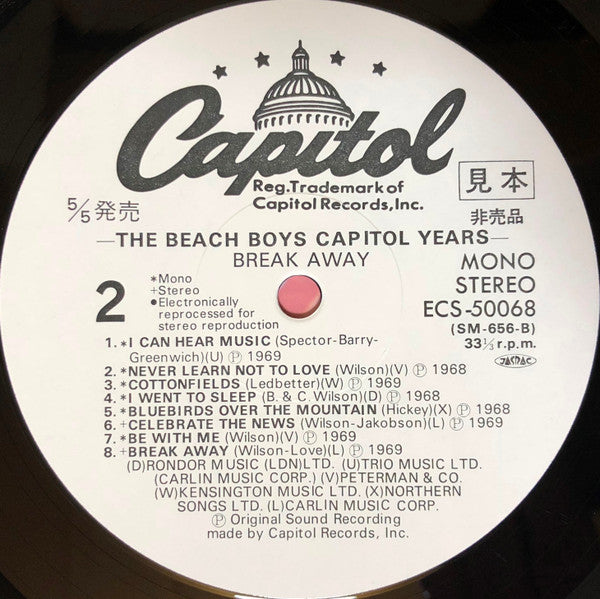 Capitol
Reg.Trademark of
Capitol Records,Inc.
見本
5/5発売
非売品
—THE BEACH BOYS CAPITOL YEARS—
BREAK AWAY
MONO
STEREO
ECS-50068
(SM-656-B)
33⅓r.p.m.
JASRAC
2
*Mono
+Stereo
●Electronically
reprocessed for
stereo reproduction
1.*I CAN HEAR MUSIC (Spector-Barry-
Greenwich)(U) Ⓟ 1969
2.*NEVER LEARN NOT TO LOVE(Wilson)(V) Ⓟ 1968
3.*COTTONFIELDS(Ledbetter)(W) Ⓟ 1969
4.*I WENT TO SLEEP(B. & C. Wilson)(D) Ⓟ 1968
5.*BLUEBIRDS OVER THE MOUNTAIN(Hickey)(X) Ⓟ 1968
6.+CELEBRATE THE NEWS(Wilson-Jakobson)(L) Ⓟ 1969
7.*BE WITH ME(Wilson)(V) Ⓟ 1969
8.+BREAK AWAY(Wilson-Love)(L) Ⓟ 1969
(D)RONDOR MUSIC (LDN)LTD. (U)TRIO MUSIC LTD.
(CARLIN MUSIC CORP.) (V)PETERMAN & CO.
(W)KENSINGTON MUSIC LTD. (X)NORTHERN
SONGS LTD. (L)CARLIN MUSIC CORP.
Ⓟ Original Sound Recording
made by Capitol Records, Inc.